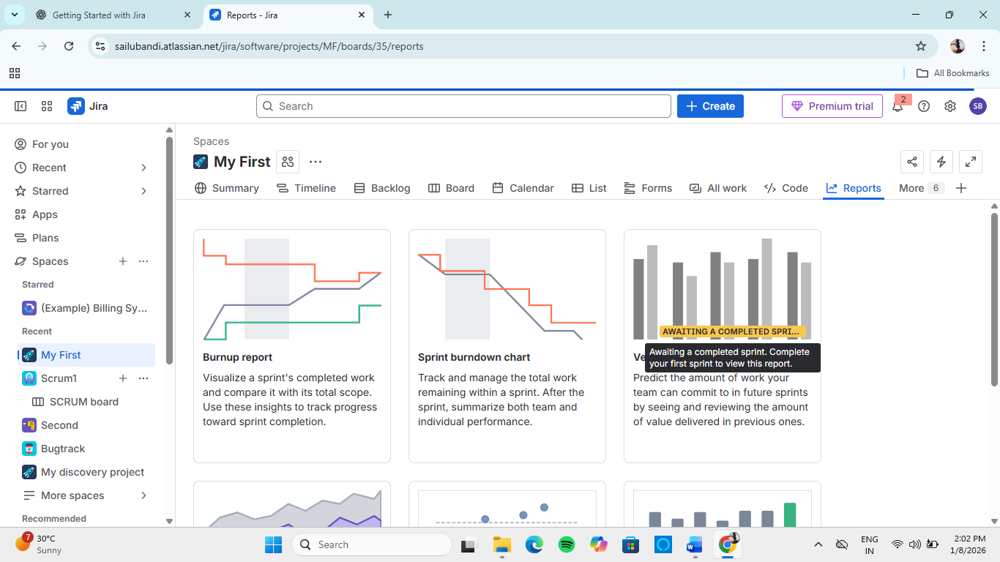 Getting Started with Jira
Reports - Jira
sailubandi.atlassian.net/jira/software/projects/MF/boards/35/reports
All Bookmarks
Jira
Search
Create
Premium trial
2
SB
For you
Recent
Starred
Apps
Plans
Spaces
Starred
(Example) Billing Sy...
Recent
My First
Scrum1
SCRUM board
Second
Bugtrack
My discovery project
More spaces
Recommended
Spaces
My First
Summary
Timeline
Backlog
Board
Calendar
List
Forms
All work
Code
Reports
More 6
Burnup report
Visualize a sprint's completed work
and compare it with its total scope.
Use these insights to track progress
toward sprint completion.
Sprint burndown chart
Track and manage the total work
remaining within a sprint. After the
sprint, summarize both team and
individual performance.
AWAITING A COMPLETED SPRI...
Awaiting a completed sprint. Complete
your first sprint to view this report.
Predict the amount of work your
team can commit to in future sprints
by seeing and reviewing the amount
of value delivered in previous ones.
7
30°C
Sunny
Search
ENG
IN
2:02 PM
1/8/2026